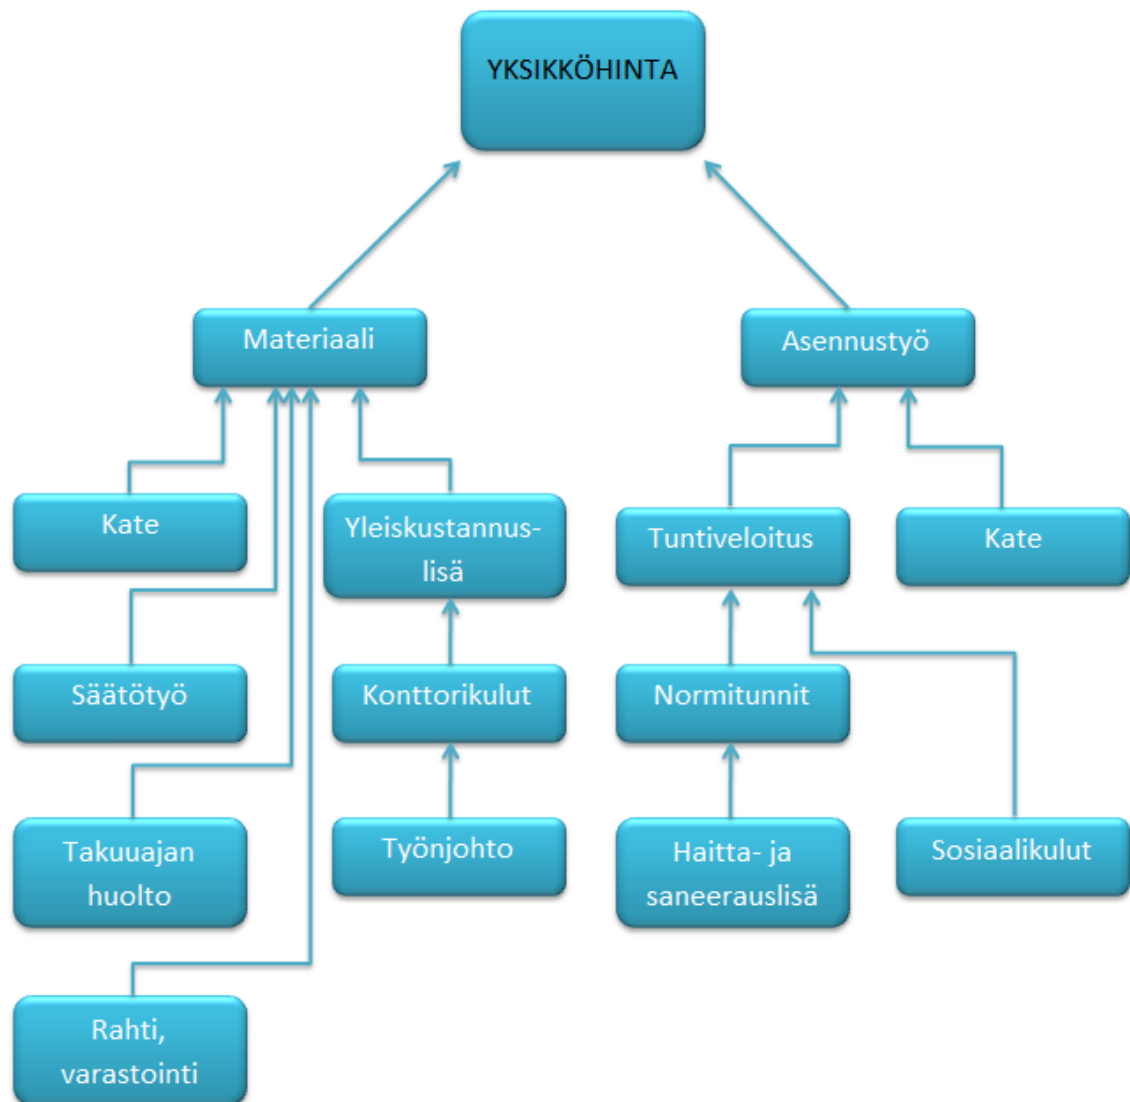 YKSIKKÖHINTA
Materiaali
Asennustyö
Kate
Yleiskustannus-
lisä
Tuntiveloitus
Kate
Säätötyö
Konttorikulut
Normitunnit
Takuuajan
huolto
Työnjohto
Haitta- ja
saneerauslisä
Sosiaalikulut
Rahti,
varastointi